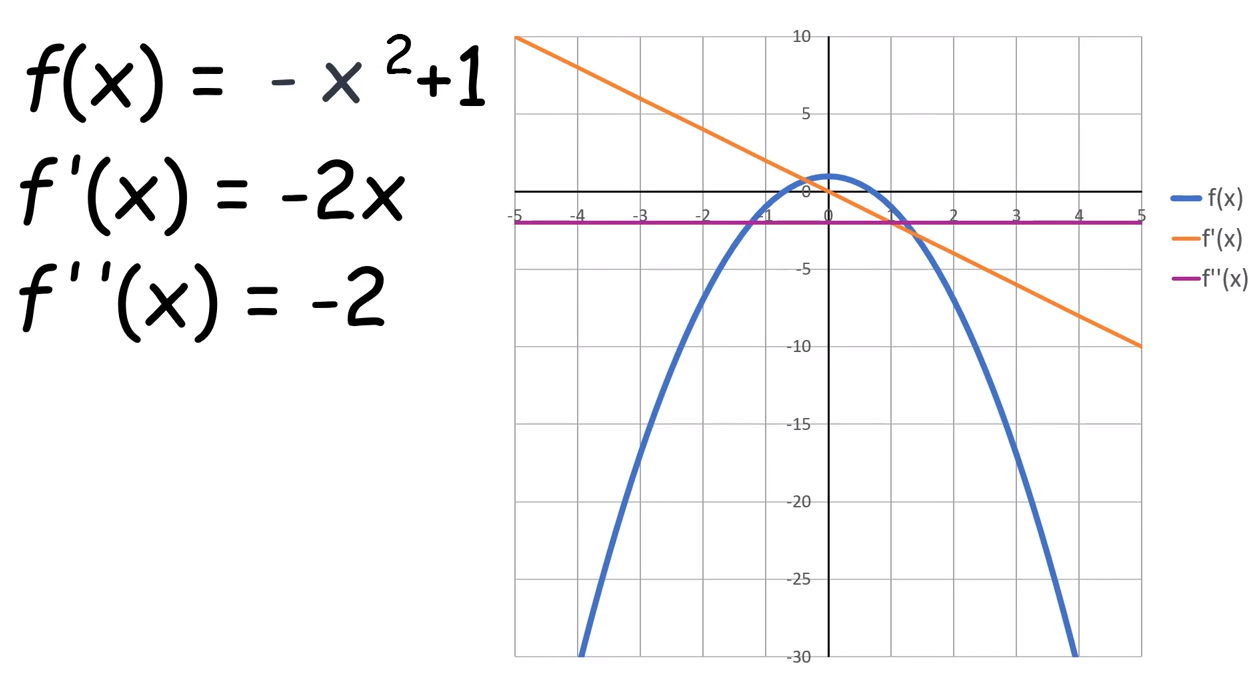 f(x) = - x ²+1
f'(x) = -2x
f''(x) = -2
10
5
0
-5 -4 -3 -2 -1 0 1 2 3 4 5
-5
-10
-15
-20
-25
-30
f(x)
f'(x)
f''(x)